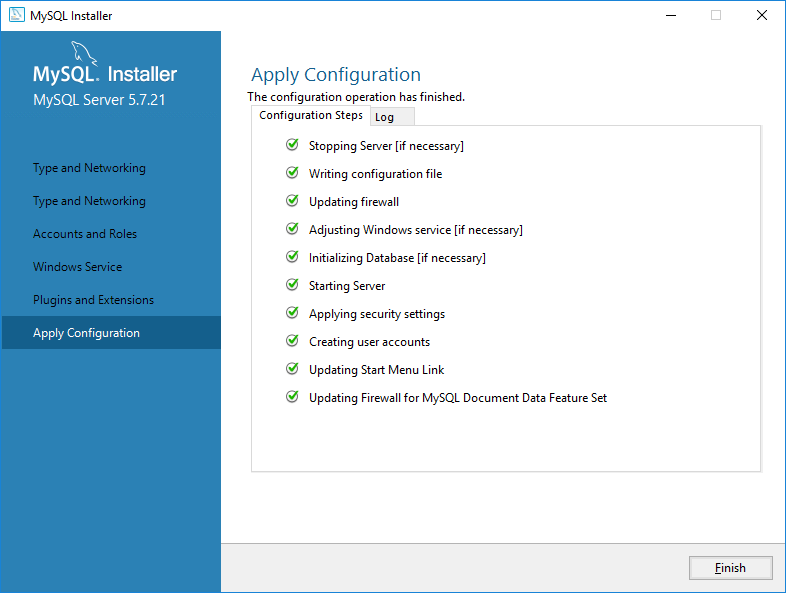 MySQL Installer
MySQL. Installer
MySQL Server 5.7.21
Type and Networking
Type and Networking
Accounts and Roles
Windows Service
Plugins and Extensions
Apply Configuration
Apply Configuration
The configuration operation has finished.
Configuration Steps
Log
Stopping Server [if necessary]
Writing configuration file
Updating firewall
Adjusting Windows service [if necessary]
Initializing Database [if necessary]
Starting Server
Applying security settings
Creating user accounts
Updating Start Menu Link
Updating Firewall for MySQL Document Data Feature Set
Finish